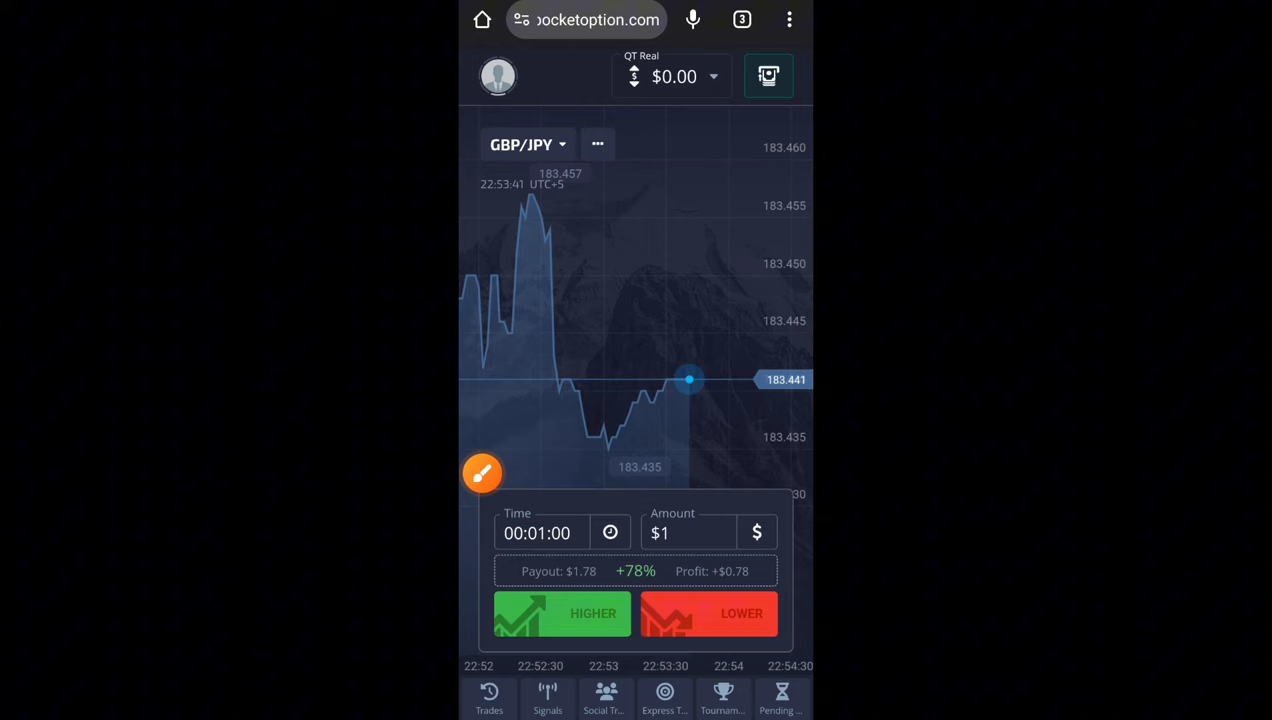 pocketoption.com
3
QT Real
$0.00
GBP/JPY
183.460
183.457
22:53:41 UTC+5
183.455
183.450
183.445
183.441
183.435
183.435
30
Time
Amount
00:01:00
$1
$
Payout: $1.78 +78% Profit: +$0.78
HIGHER
LOWER
22:52 22:52:30 22:53 22:53:30 22:54 22:54:30
Trades
Signals
Social Tr...
Express T...
Tournam...
Pending ...